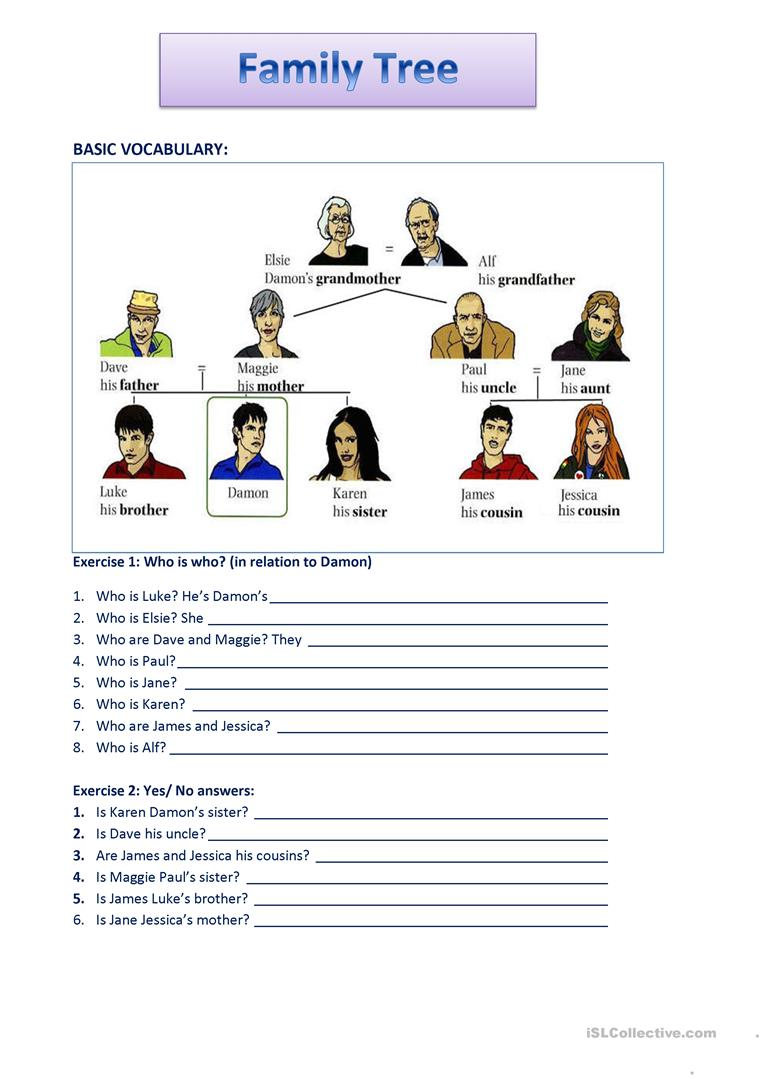 Family Tree
BASIC VOCABULARY:
Elsie
Damon's grandmother
=
Alf
his grandfather
Dave
his father
=
Maggie
his mother
Paul
his uncle
=
Jane
his aunt
Luke
his brother
Damon
Karen
his sister
James
his cousin
Jessica
his cousin
Exercise 1: Who is who? (in relation to Damon)
1. Who is Luke? He's Damon's
2. Who is Elsie? She
3. Who are Dave and Maggie? They
4. Who is Paul?
5. Who is Jane?
6. Who is Karen?
7. Who are James and Jessica?
8. Who is Alf?
Exercise 2: Yes/ No answers:
1. Is Karen Damon's sister?
2. Is Dave his uncle?
3. Are James and Jessica his cousins?
4. Is Maggie Paul's sister?
5. Is James Luke's brother?
6. Is Jane Jessica's mother?
iSLCollective.com